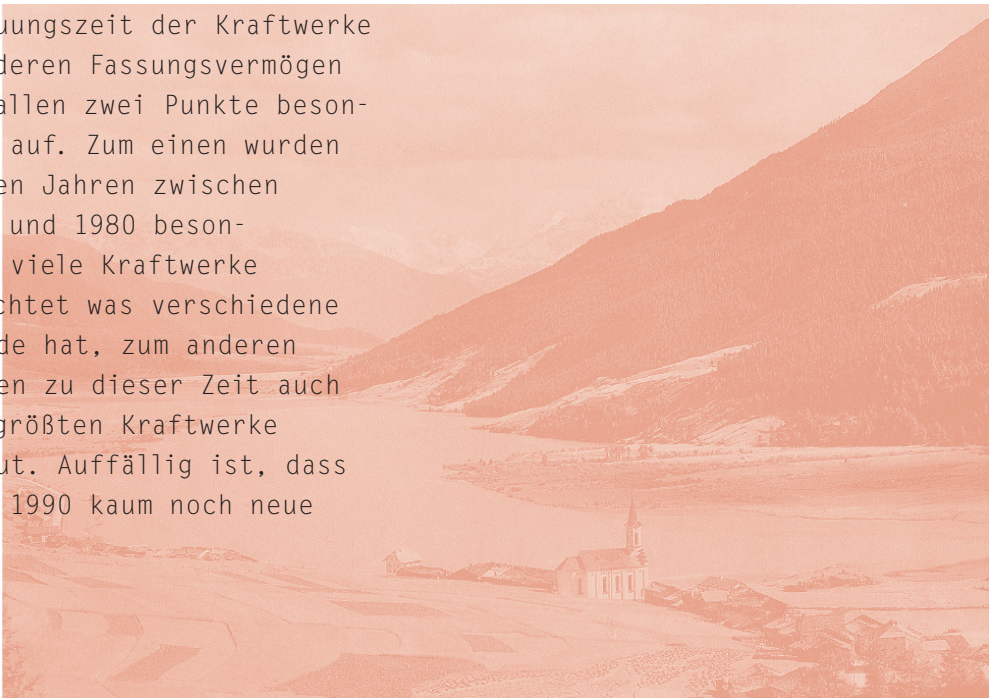 uungszeit der Kraftwerke
deren Fassungsvermögen
allen zwei Punkte beson-
auf. Zum einen wurden
en Jahren zwischen
und 1980 beson-
viele Kraftwerke
chtet was verschiedene
de hat, zum anderen
en zu dieser Zeit auch
größten Kraftwerke
ut. Auffällig ist, dass
1990 kaum noch neue